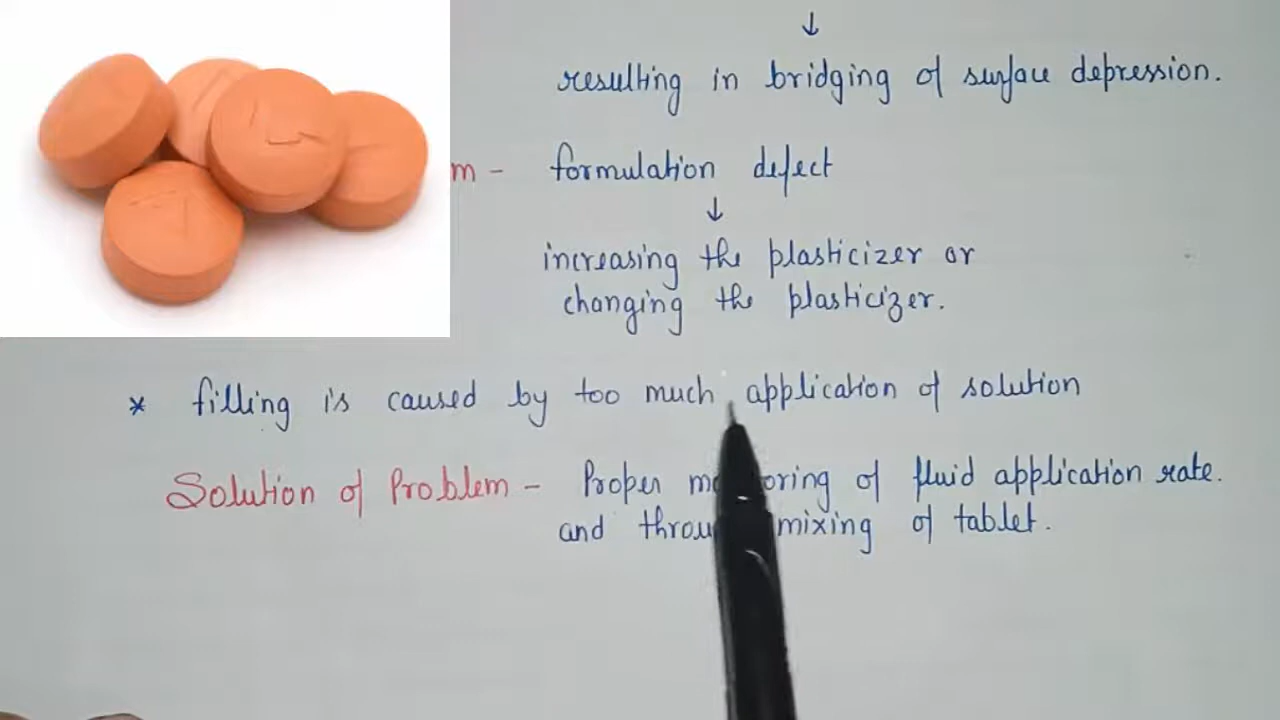 resulting in bridging of surface depression.
m - formulation defect
increasing the plasticizer or
changing the plasticizer.
* filling is caused by too much application of solution
Solution of Problem - Proper of fluid application rate.
and mixing of tablet.